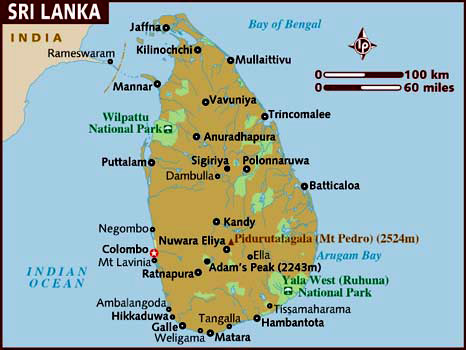 SRI LANKA
INDIA
Rameswaram
Jaffna
Bay of Bengal
Kilinochchi
Mullaittivu
100 km
60 miles
Mannar
Vavuniya
Trincomalee
Wilpattu
National Park
Anuradhapura
Puttalam
Sigiriya
Polonnaruwa
Dambulla
Batticaloa
Negombo
Kandy
Colombo
Nuwara Eliya
Pidurutalagala (Mt Pedro) (2524m)
Mt Lavinia
Ella
Arugam Bay
Ratnapura
Adam's Peak (2243m)
INDIAN
OCEAN
Yala West (Ruhuna)
National Park
Ambalangoda
Tissamaharama
Hikkaduwa
Tangalla
Hambantota
Galle
Weligama
Matara
LP